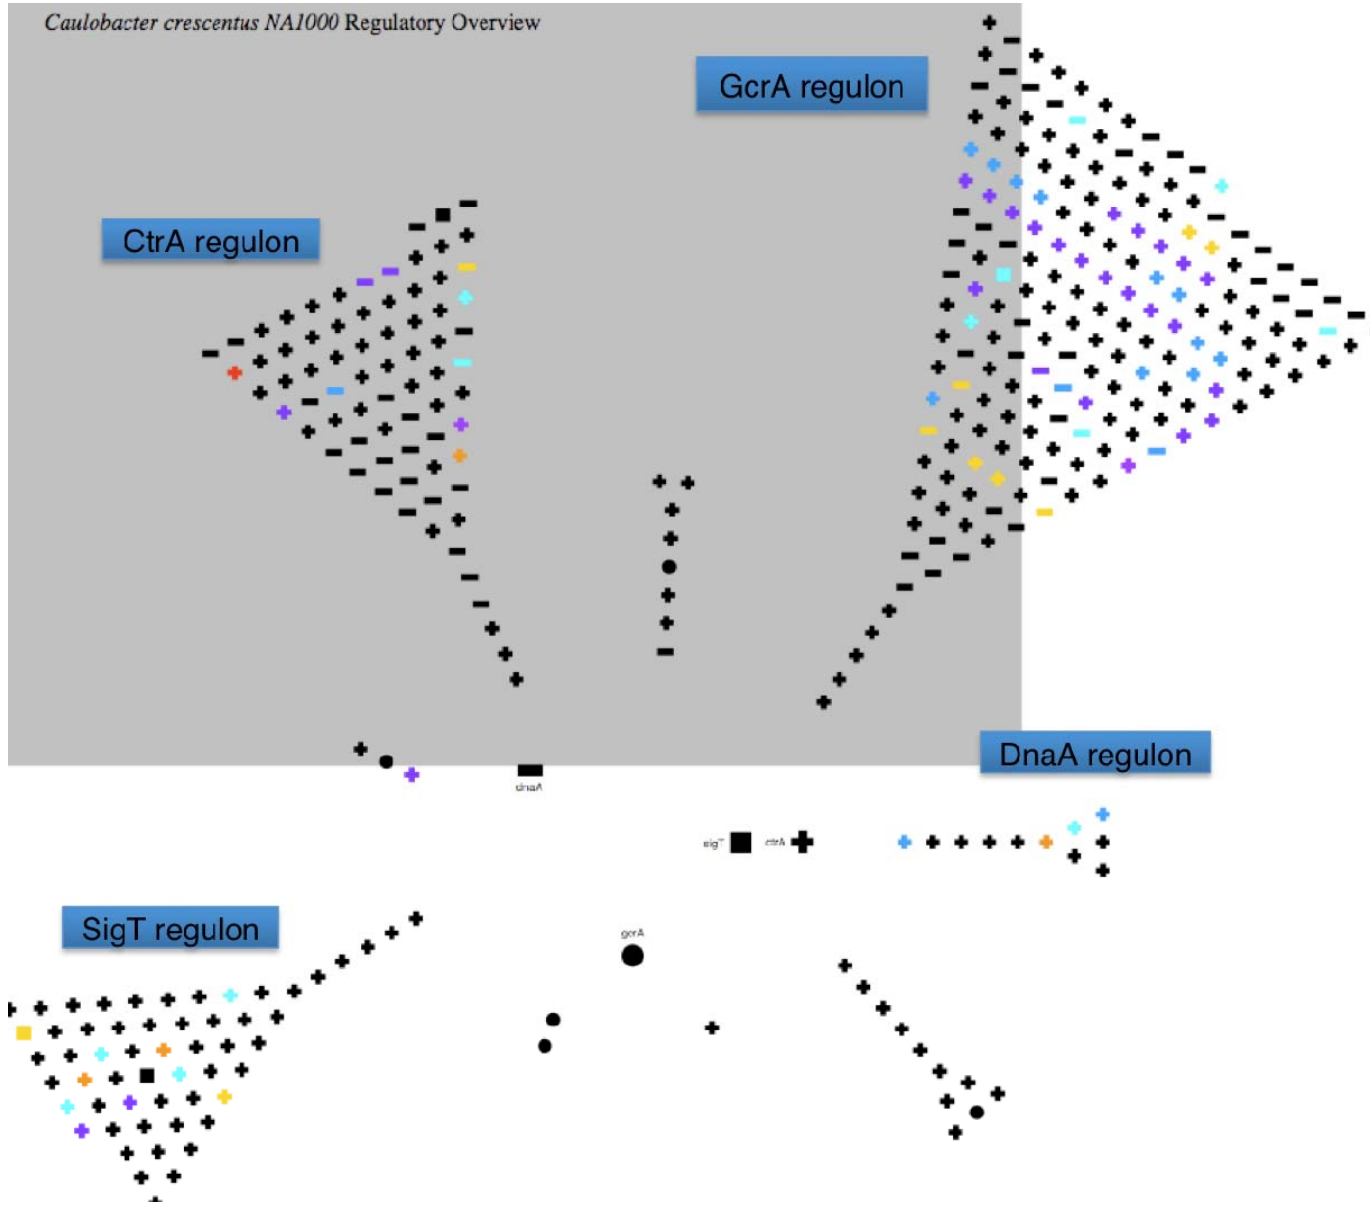 Caulobacter crescentus NA1000 Regulatory Overview
GcrA regulon
CtrA regulon
DnaA regulon
dnaA
sigT
ctrA
SigT regulon
gcrA